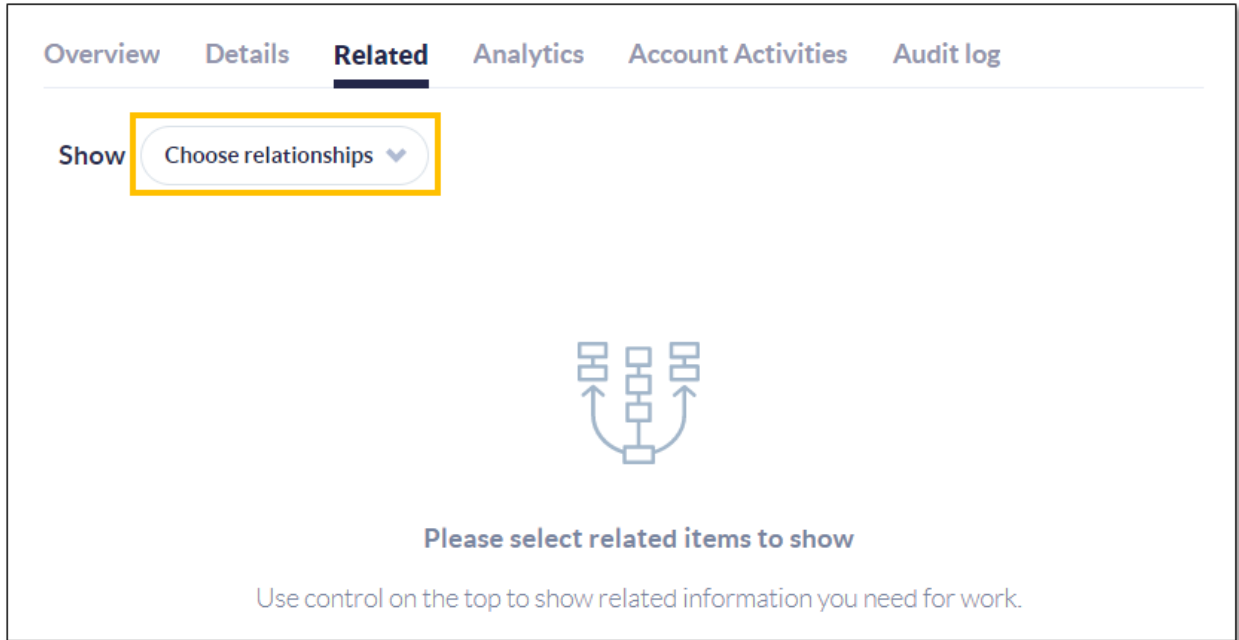 Overview Details Related Analytics Account Activities Audit log
Show Choose relationships
Please select related items to show
Use control on the top to show related information you need for work.